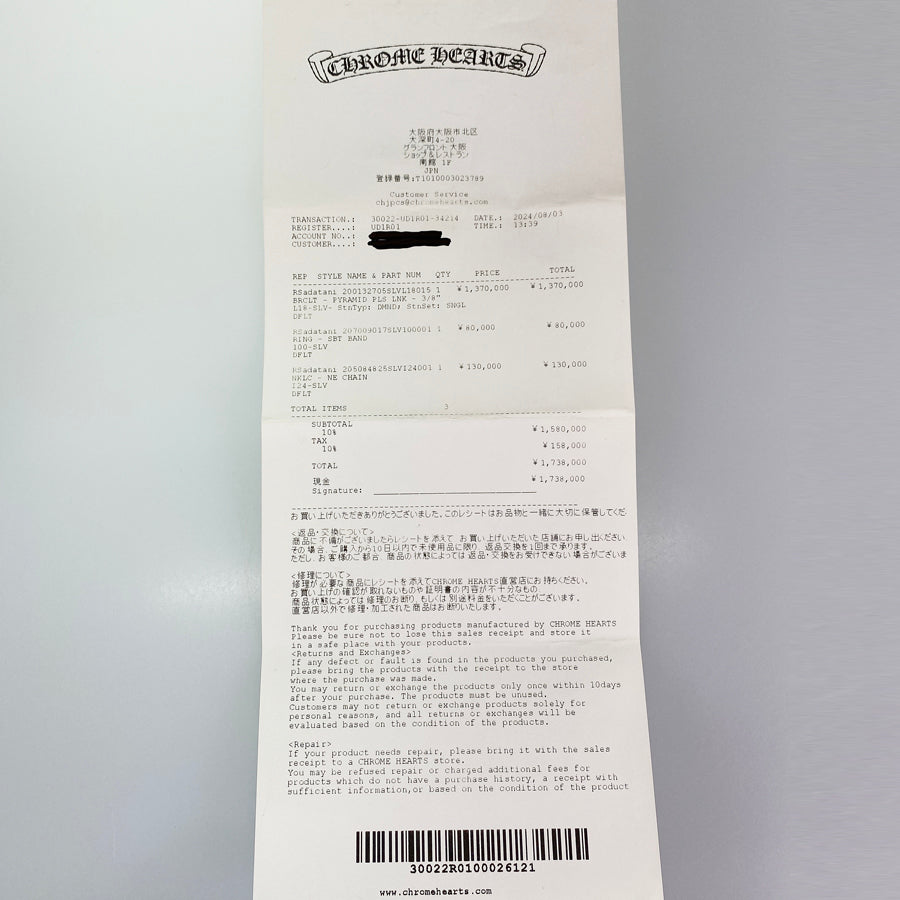 CHROME HEARTS
大阪府大阪市北区
大深町4-20
グランフロント大阪
ショップ&レストラン
南館 1F
JPN
登録番号:T1010003023789
Customer Service
chjpcs@chromehearts.com
TRANSACTION.: 30022-UD1R01-34214 DATE.: 2024/08/03
REGISTER....: UD1R01 TIME.: 13:39
ACCOUNT NO..:
CUSTOMER....:
REP STYLE NAME & PART NUM QTY PRICE TOTAL
RSadatani 200132705SLVL18015 1 ¥1,370,000 ¥1,370,000
BRCLT - PYRAMID PLS LNK - 3/8"
L18-SLV- StnTyp: DMND; StnSet: SNGL
DFLT
RSadatani 207009017SLV100001 1 ¥80,000 ¥80,000
RING - SBT BAND
100-SLV
DFLT
RSadatani 205084825SLVI24001 1 ¥130,000 ¥130,000
NKLC - NE CHAIN
I24-SLV
DFLT
TOTAL ITEMS 3
SUBTOTAL ¥1,580,000
10%
TAX ¥158,000
10%
TOTAL ¥1,738,000
現金 ¥1,738,000
Signature:
お買い上げいただきありがとうございました。このレシートはお品物と一緒に大切に保管してくだ
<返品・交換について>
商品に不備がございましたらレシートを添えて お買い上げいただいた店舗にお申し出ください
その場合、ご購入から10日以内で未使用品に限り、返品交換を1回まで承ります。
ただし、お客様のご都合、商品の状態によっては返品・交換をお受けできない場合がございま
<修理について>
修理が必要な商品にレシートを添えてCHROME HEARTS直営店にお持ちください。
お買い上げの確認が取れないものや証明書の内容が不十分なもの、
商品状態によっては修理のお断り、もしくは別途料金をいただくことがございます。
直営店以外で修理・加工された商品はお断りいたします。
Thank you for purchasing products manufactured by CHROME HEARTS
Please be sure not to lose this sales receipt and store it
in a safe place with your products.
<Returns and Exchanges>
If any defect or fault is found in the products you purchased,
please bring the products with the receipt to the store
where the purchase was made.
You may return or exchange the products only once within 10days
after your purchase. The products must be unused.
Customers may not return or exchange products solely for
personal reasons, and all returns or exchanges will be
evaluated based on the condition of the products.
<Repair>
If your product needs repair, please bring it with the sales
receipt to a CHROME HEARTS store.
You may be refused repair or charged additional fees for
products which do not have a purchase history, a receipt with
sufficient information,or based on the condition of the product
30022R0100026121
www.chromehearts.com